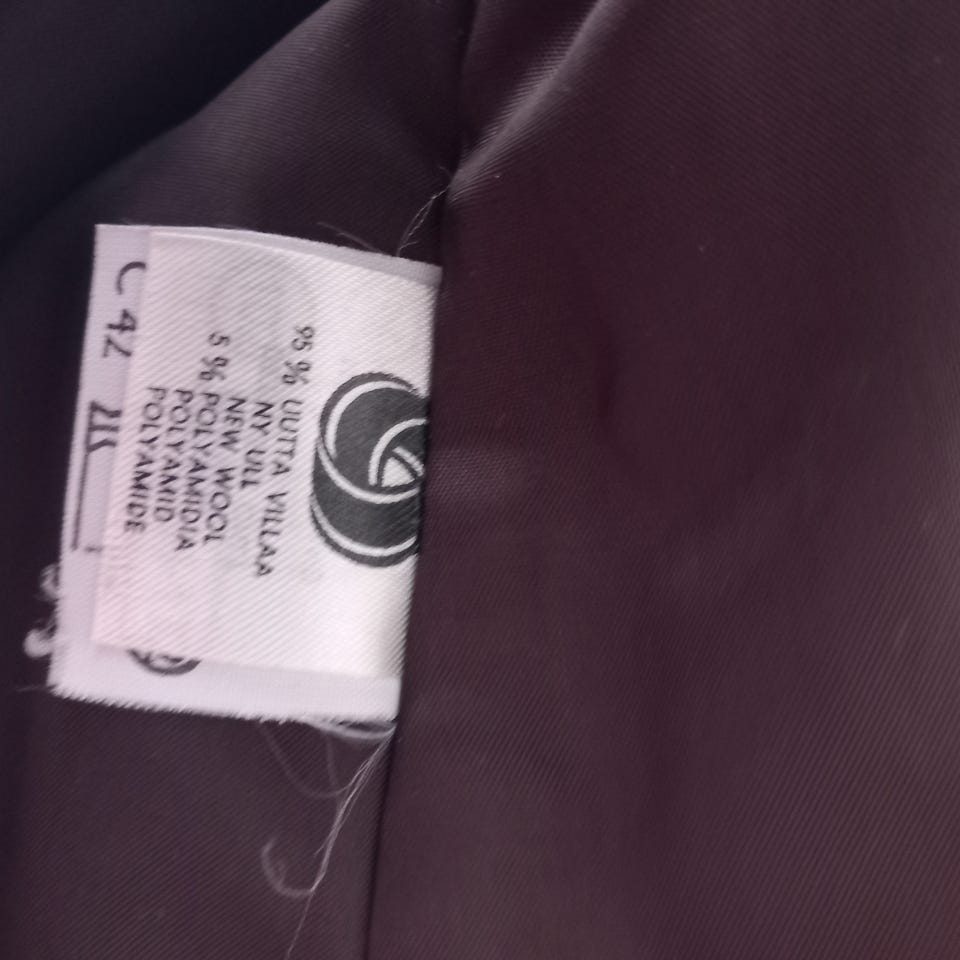 95% UUTTA VILLAA
NY ULL
NEW WOOL
5% POLYAMIDIA
POLYAMID
POLYAMIDE
C 42